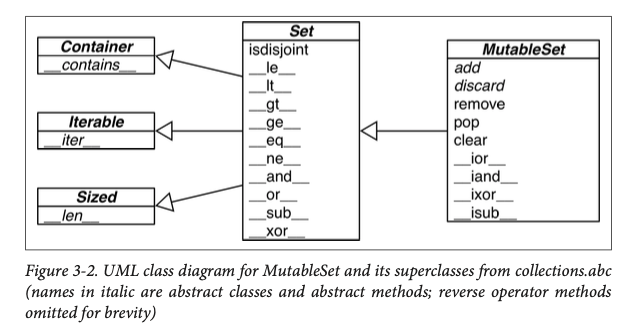 Container
__contains__
Iterable
__iter__
Sized
__len__
Set
isdisjoint
__le__
__lt__
__gt__
__ge__
__eq__
__ne__
__and__
__or__
__sub__
__xor__
MutableSet
add
discard
remove
pop
clear
__ior__
__iand__
__ixor__
__isub__
Figure 3-2. UML class diagram for MutableSet and its superclasses from collections.abc
(names in italic are abstract classes and abstract methods; reverse operator methods
omitted for brevity)